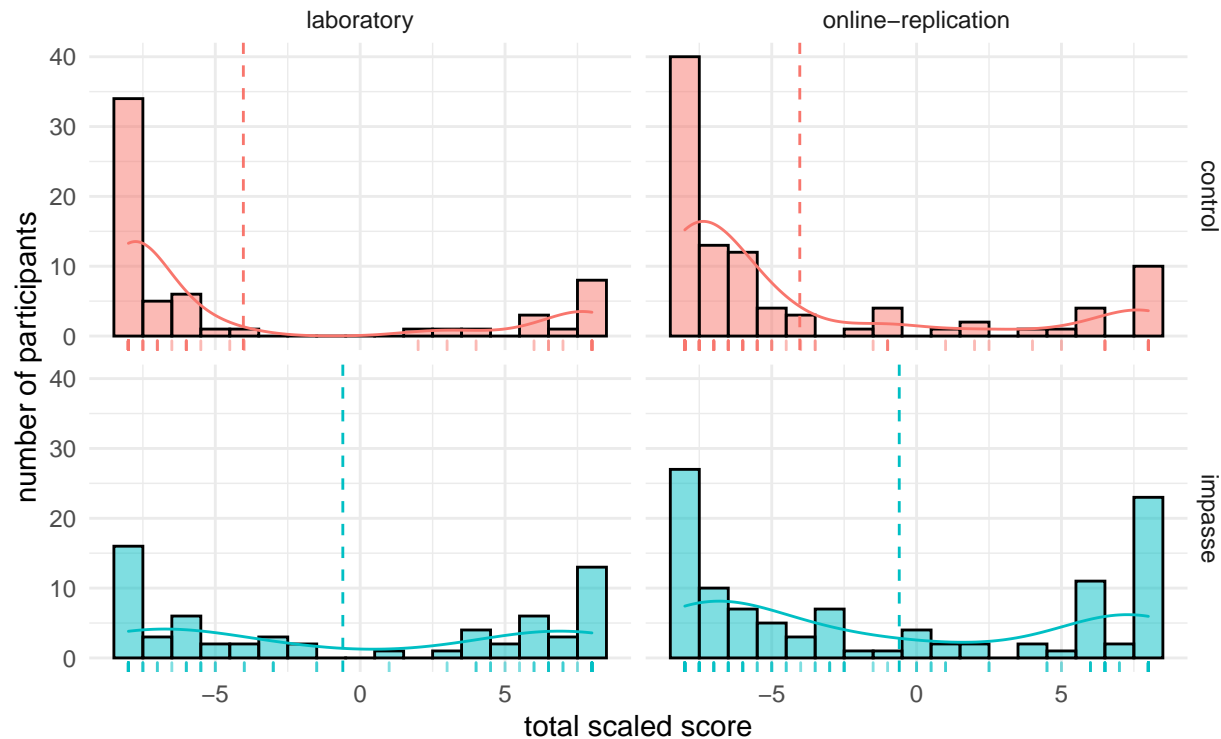 laboratory
online−replication
number of participants
40
30
20
10
0
control
40
30
20
10
0
impasse
−5
0
5
−5
0
5
total scaled score